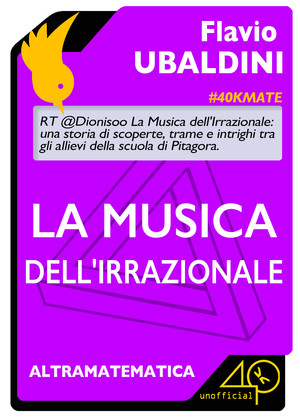 Flavio
UBALDINI
#40KMATE
RT @Dionisoo La Musica dell'Irrazionale:
una storia di scoperte, trame e intrighi tra
gli allievi della scuola di Pitagora.
LA MUSICA
DELL'IRRAZIONALE
ALTRAMATEMATICA
40K
unofficial